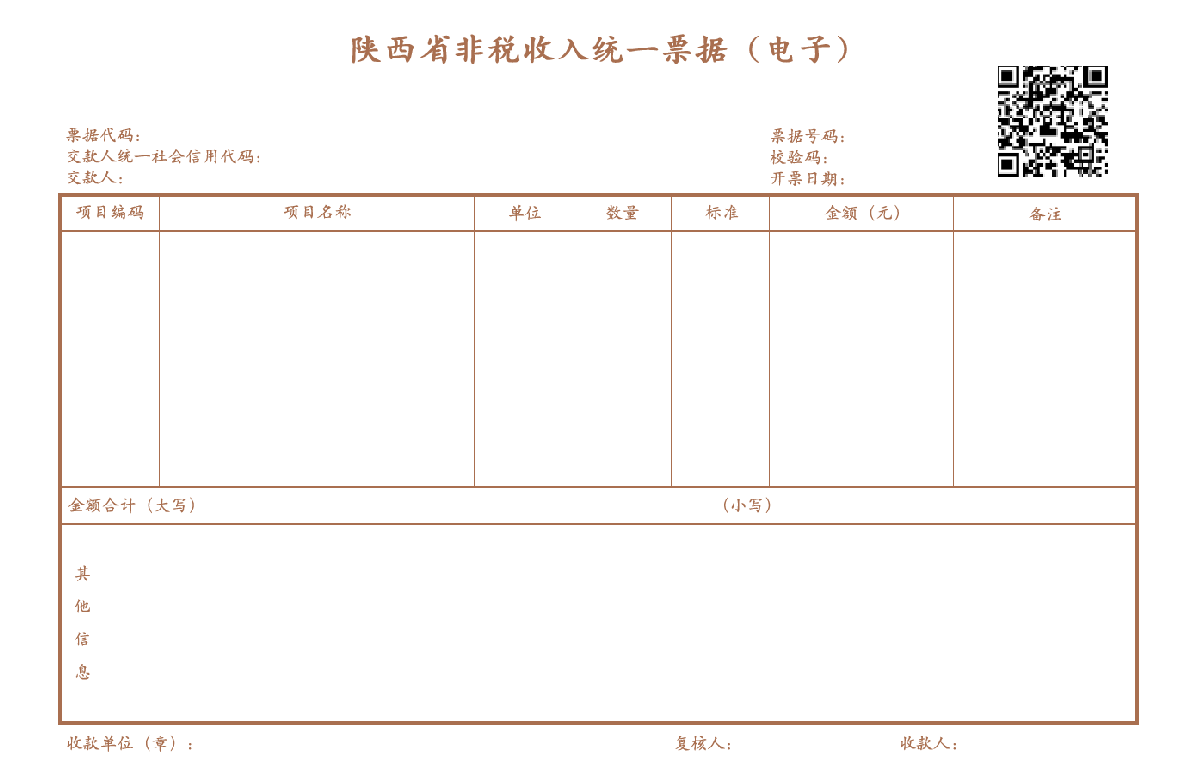 陕西省非税收入统一票据（电子）
票据代码：
票据号码：
交款人统一社会信用代码：
校验码：
交款人：
开票日期：
项目编码 项目名称 单位 数量 标准 金额（元） 备注
金额合计（大写） （小写）
其
他
信
息
收款单位（章）： 复核人： 收款人：